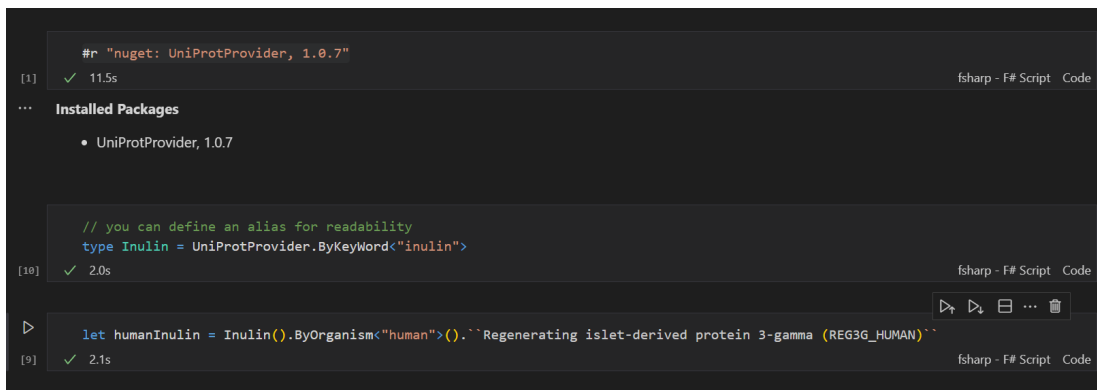 #r "nuget: UniProtProvider, 1.0.7"
[1] ✓ 11.5s fsharp - F# Script Code
... Installed Packages
• UniProtProvider, 1.0.7
// you can define an alias for readability
type Inulin = UniProtProvider.ByKeyWord<"inulin">
[10] ✓ 2.0s fsharp - F# Script Code
let humanInulin = Inulin().ByOrganism<"human">().``Regenerating islet-derived protein 3-gamma (REG3G_HUMAN)``
[9] ✓ 2.1s fsharp - F# Script Code